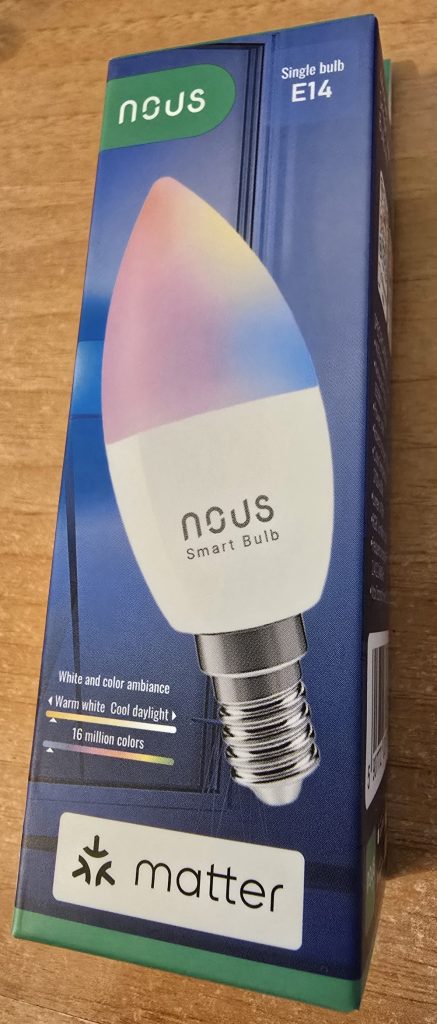 nous
Single bulb
E14
nous
Smart Bulb
White and color ambiance
Warm white Cool daylight
16 million colors
matter